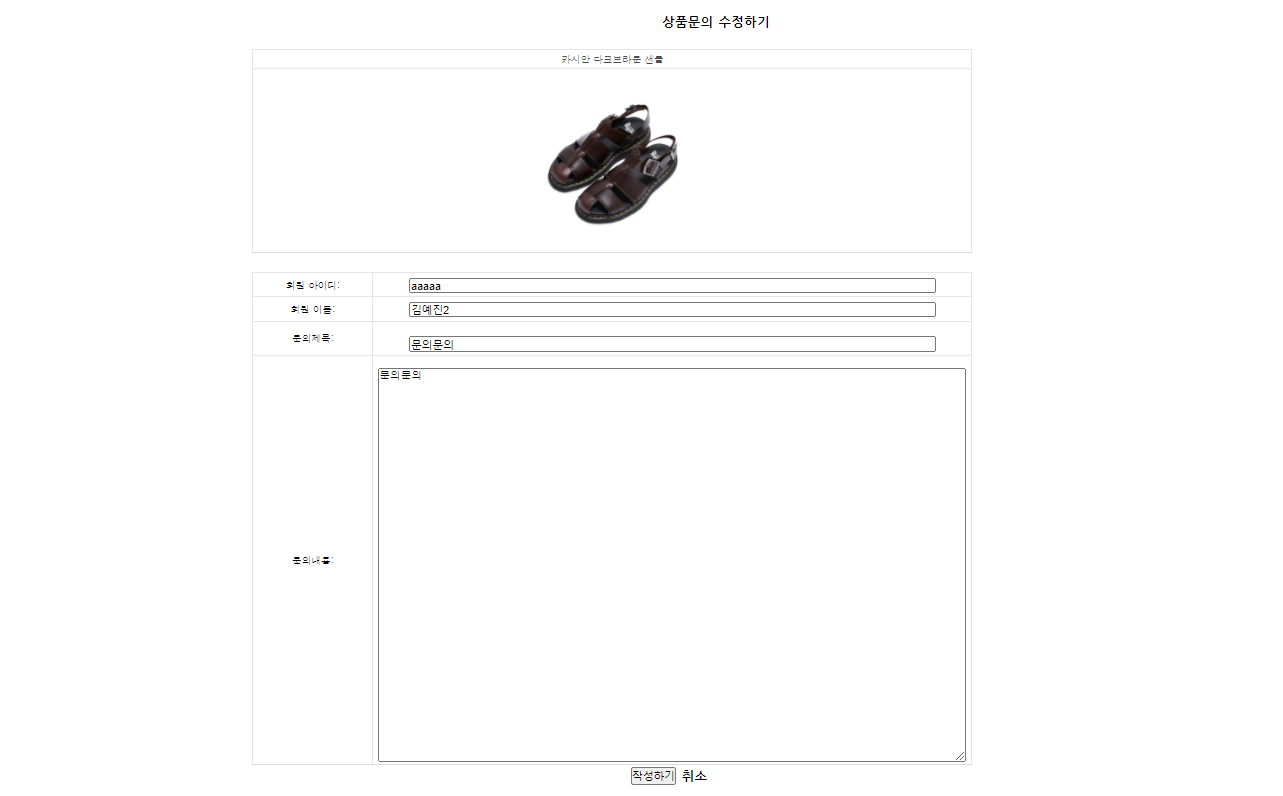 상품문의 수정하기
카시안 다크브라운 샌들
회원 아이디:
aaaaa
회원 이름:
김예진2
문의제목:
문의문의
문의내용:
문의문의
작성하기 취소